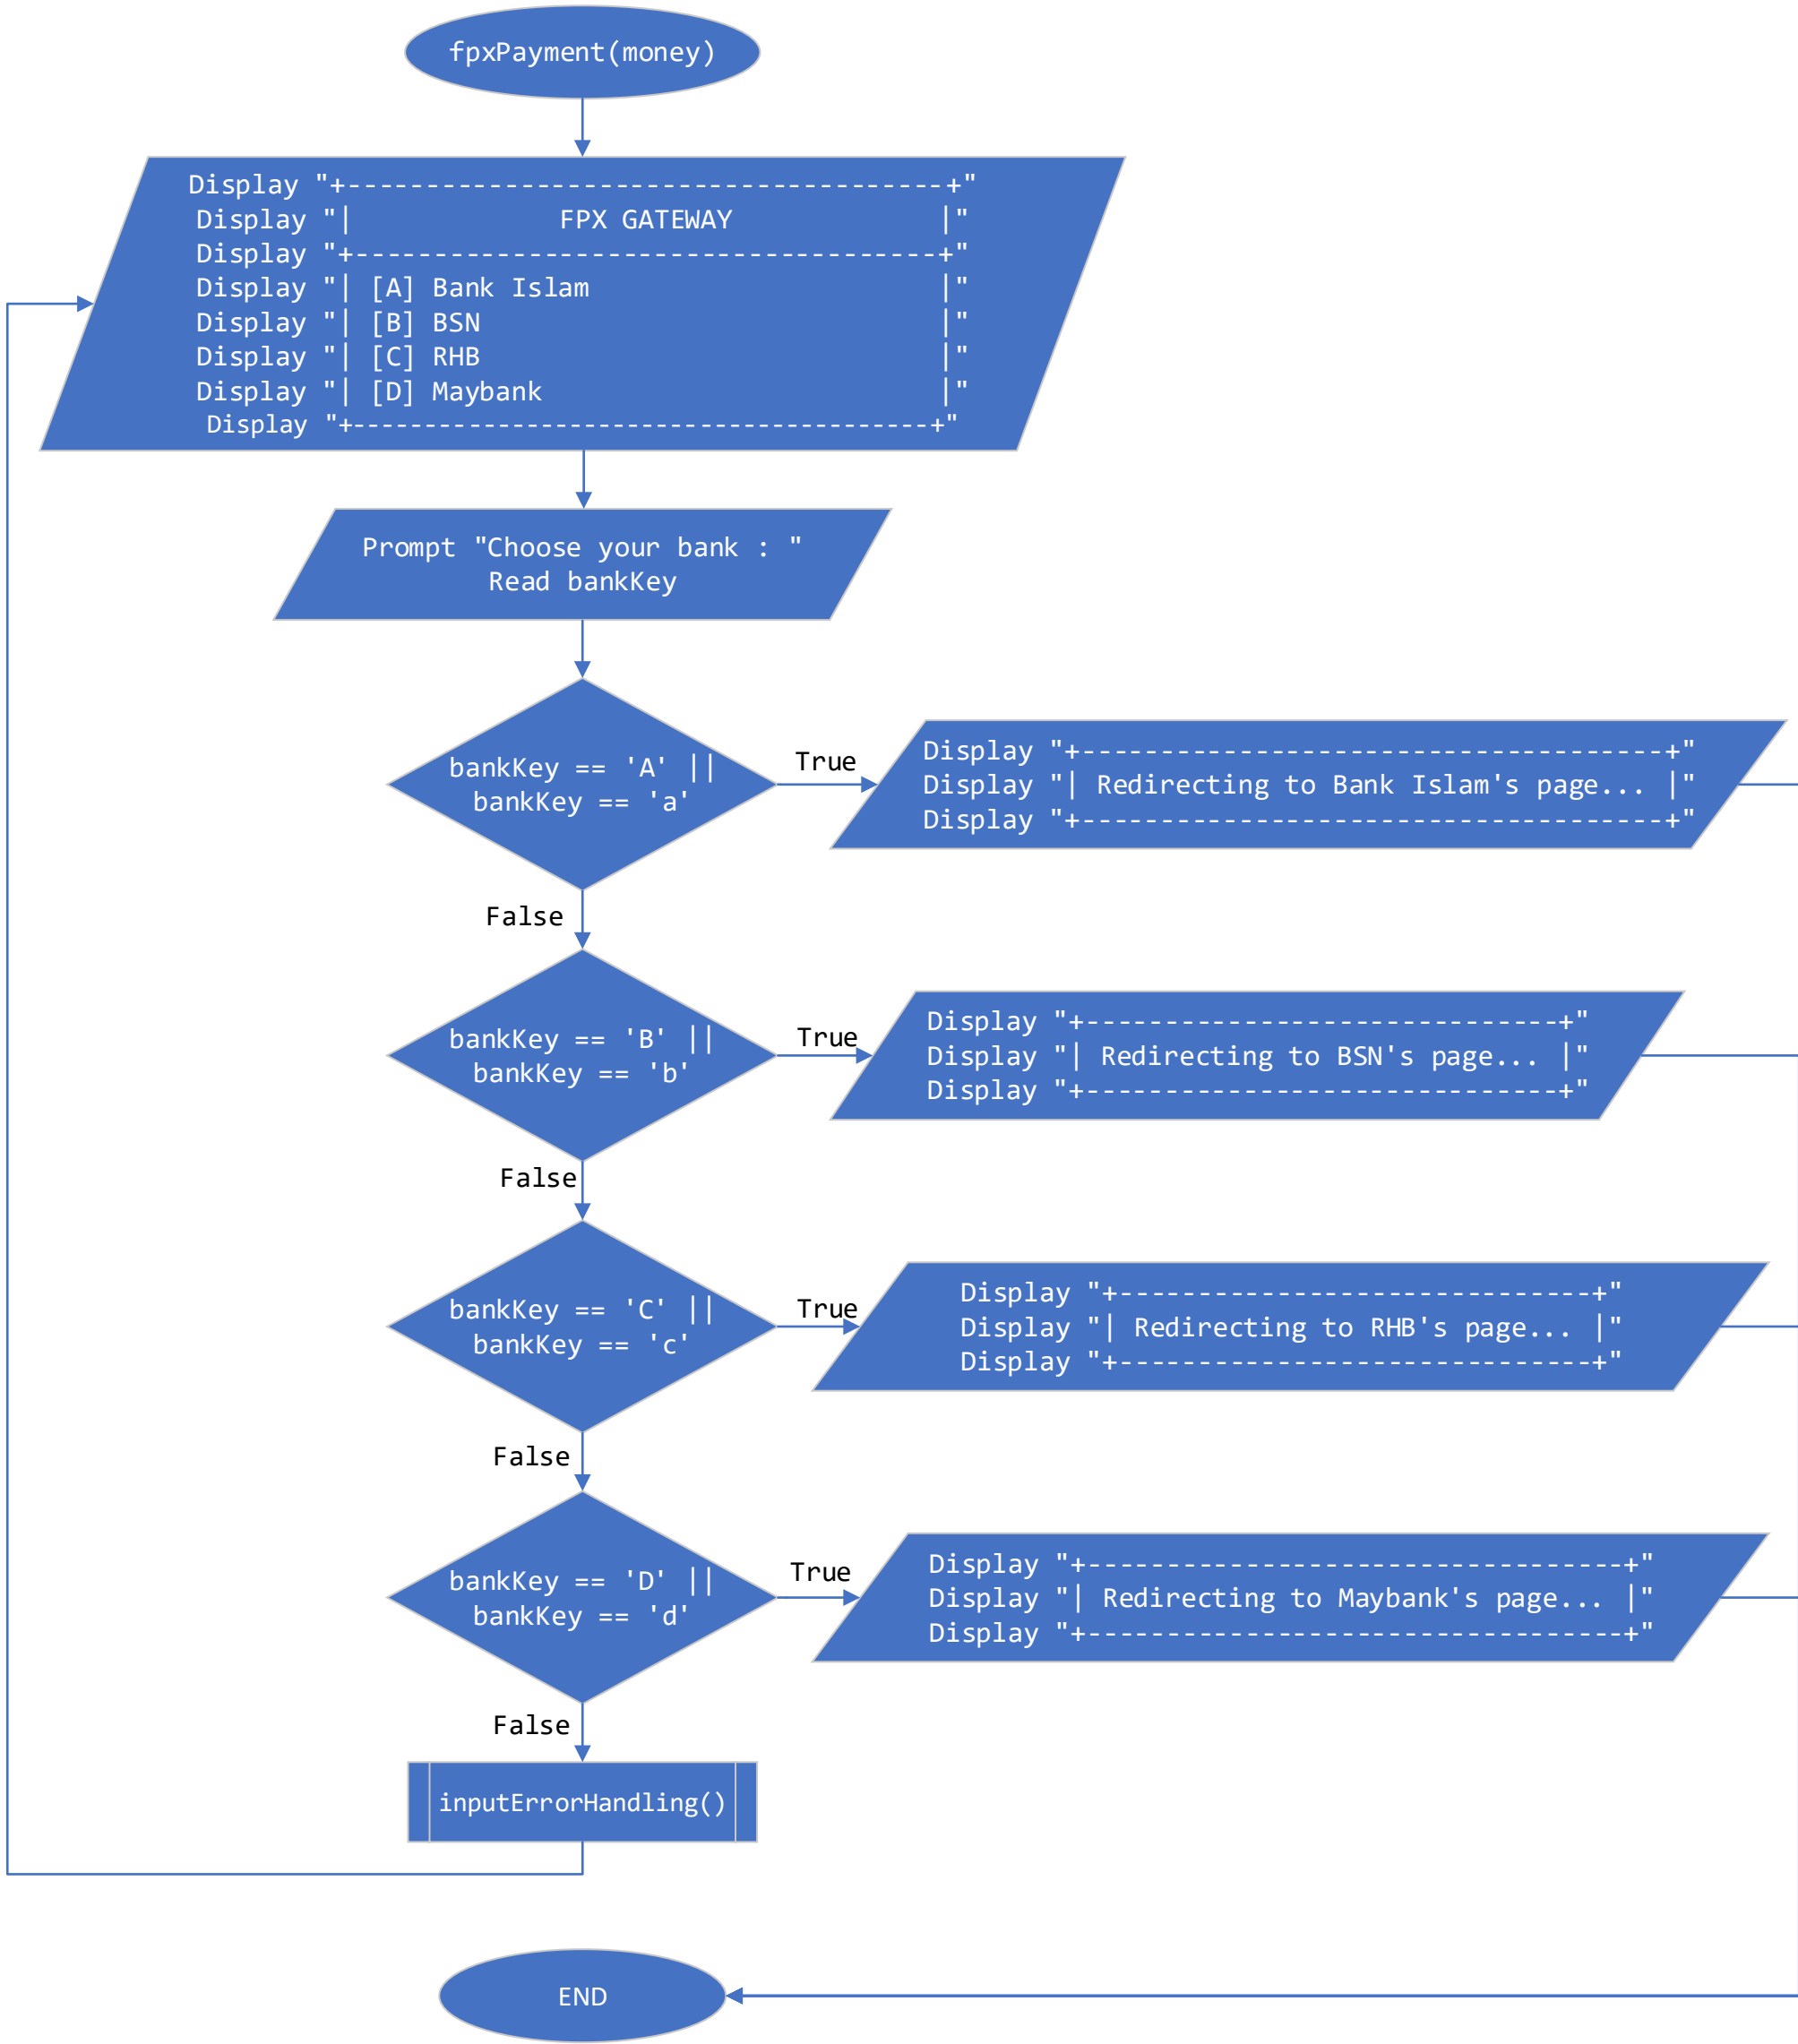 fpxPayment(money)
Display "+--------------------------------------+"
Display "|             FPX GATEWAY             |"
Display "+-------------------------------------+"
Display "| [A] Bank Islam                      |"
Display "| [B] BSN                             |"
Display "| [C] RHB                             |"
Display "| [D] Maybank                         |"
Display "+-------------------------------------+"
Prompt "Choose your bank : "
Read bankKey
bankKey == 'A' ||
bankKey == 'a'
True
Display "+-------------------------------------+"
Display "| Redirecting to Bank Islam's page... |"
Display "+-------------------------------------+"
False
bankKey == 'B' ||
bankKey == 'b'
True
Display "+------------------------------+"
Display "| Redirecting to BSN's page... |"
Display "+------------------------------+"
False
bankKey == 'C' ||
bankKey == 'c'
True
Display "+------------------------------+"
Display "| Redirecting to RHB's page... |"
Display "+------------------------------+"
False
bankKey == 'D' ||
bankKey == 'd'
True
Display "+----------------------------------+"
Display "| Redirecting to Maybank's page... |"
Display "+----------------------------------+"
False
inputErrorHandling()
END